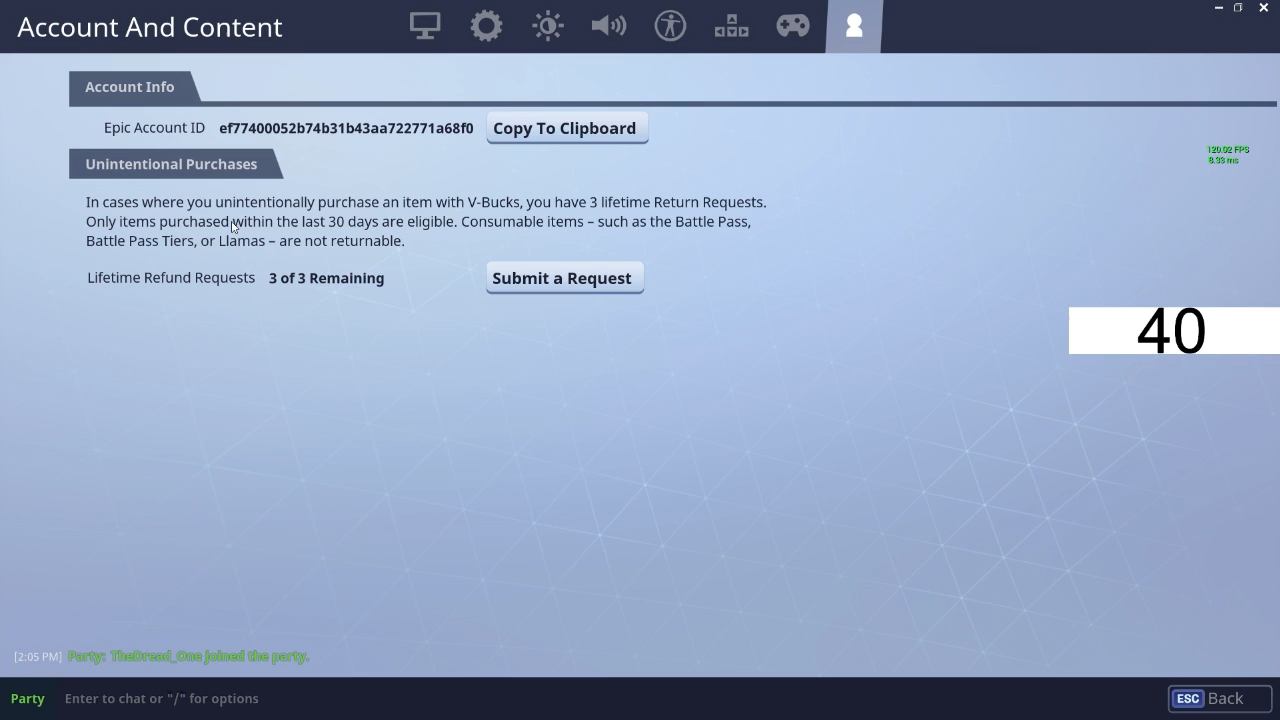 Account And Content
Account Info
Epic Account ID ef77400052b74b31b43aa722771a68f0 Copy To Clipboard
120.02 FPS
8.33 ms
Unintentional Purchases
In cases where you unintentionally purchase an item with V-Bucks, you have 3 lifetime Return Requests.
Only items purchased within the last 30 days are eligible. Consumable items – such as the Battle Pass,
Battle Pass Tiers, or Llamas – are not returnable.
Lifetime Refund Requests 3 of 3 Remaining Submit a Request
40
[2:05 PM] Party: TheDread_One joined the party.
Party Enter to chat or "/" for options
ESC Back